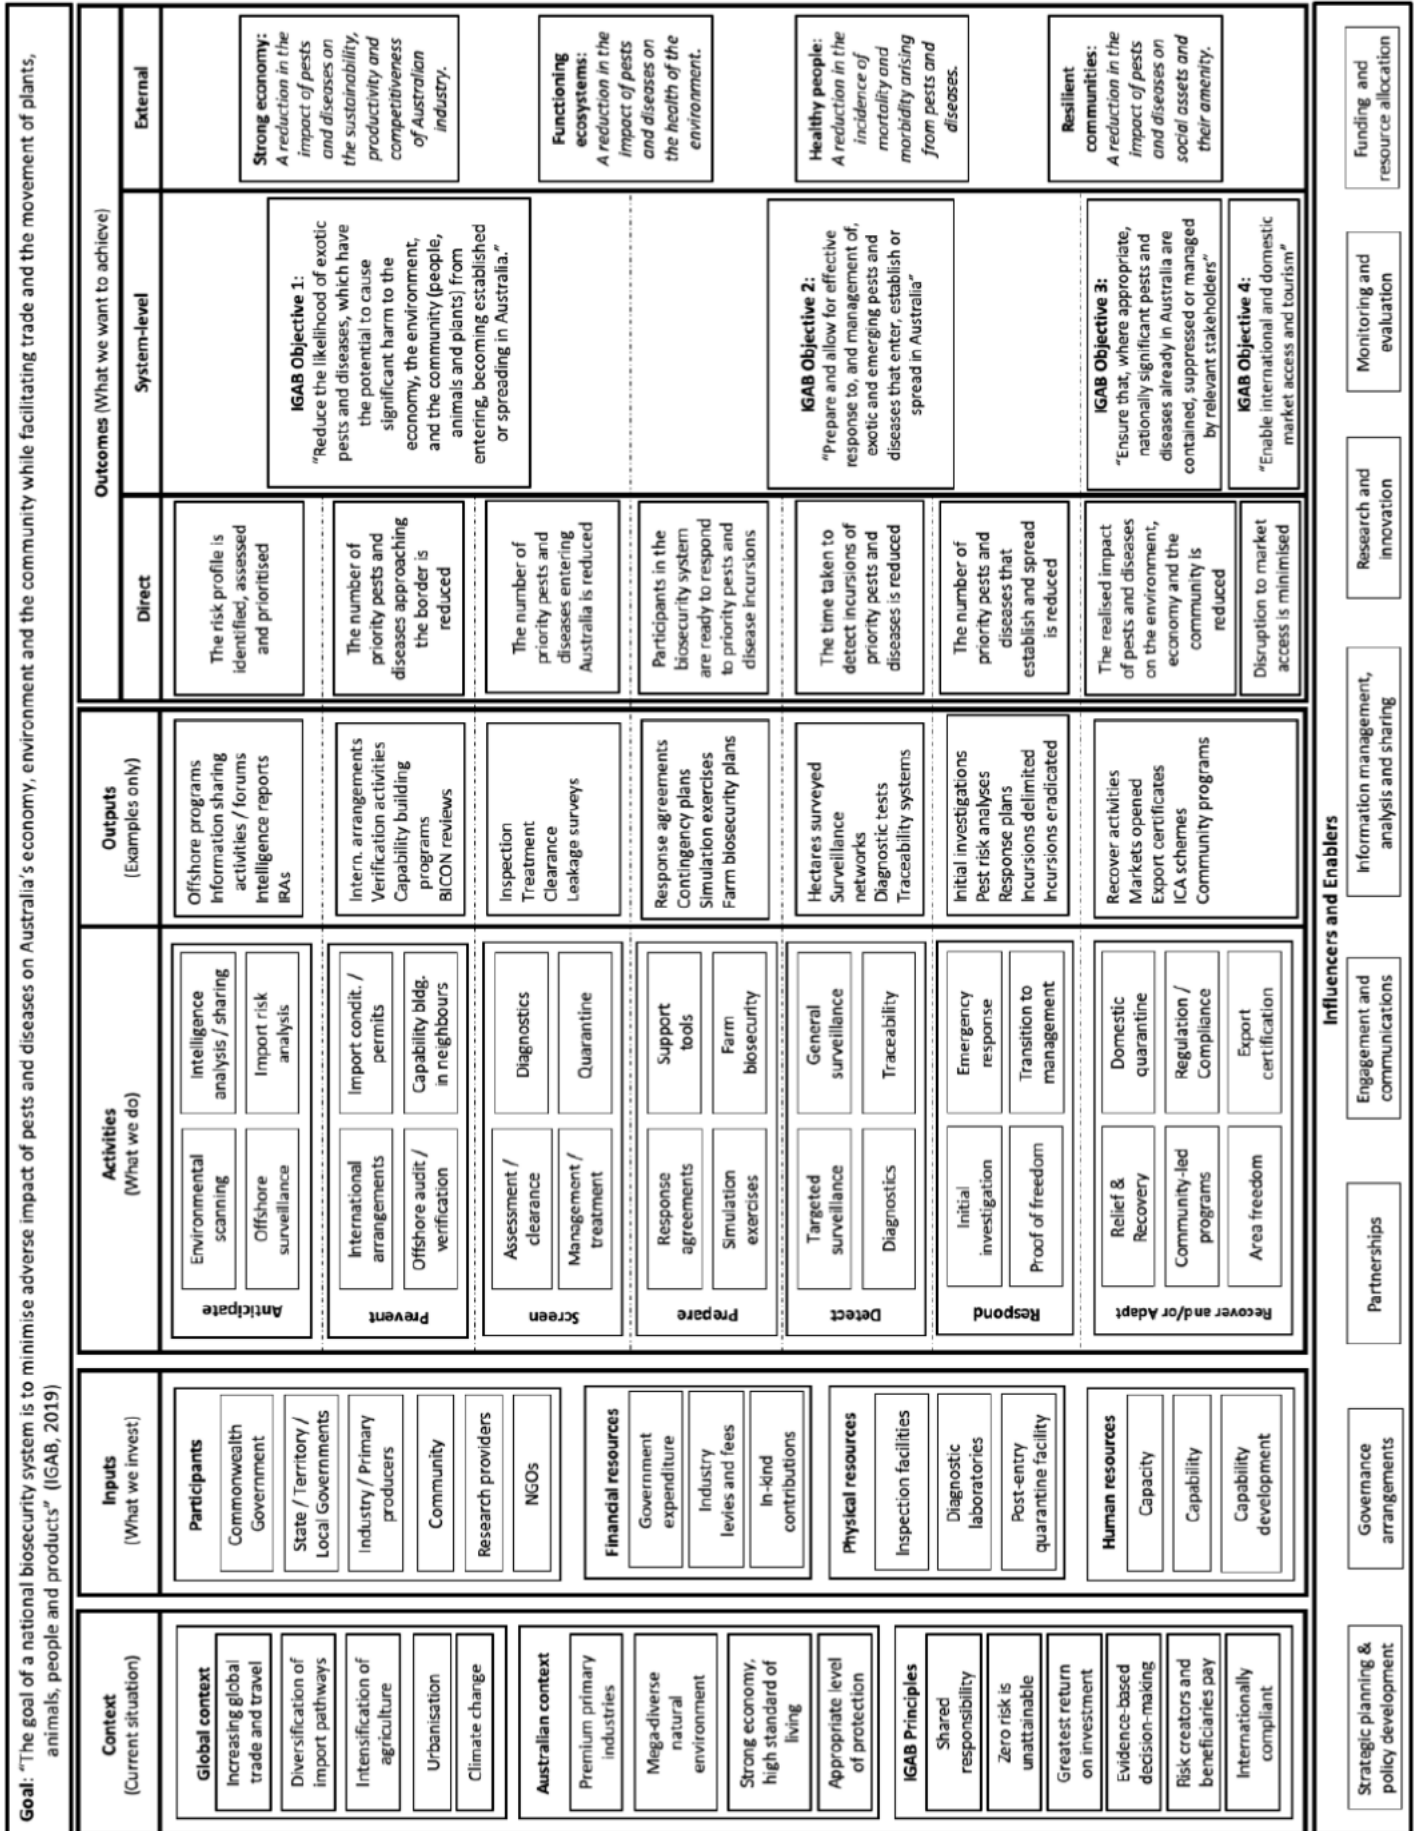 Goal: "The goal of a national biosecurity system is to minimise adverse impact of pests and diseases on Australia's economy, environment and the community while facilitating trade and the movement of plants,
animals, people and products" (IGAB, 2019)
Context
(Current situation)
Global context
Increasing global
trade and travel
Diversification of
import pathways
Intensification of
agriculture
Urbanisation
Climate change
Australian context
Premium primary
industries
Mega-diverse
natural
environment
Strong economy,
high standard of
living
Appropriate level
of protection
IGAB Principles
Shared
responsibility
Zero risk is
unattainable
Greatest return
on investment
Evidence-based
decision-making
Risk creators and
beneficiaries pay
Internationally
compliant
Inputs
(What we invest)
Participants
Commonwealth
Government
State / Territory /
Local Governments
Industry / Primary
producers
Community
Research providers
NGOs
Financial resources
Government
expenditure
Industry
levies and fees
In-kind
contributions
Physical resources
Inspection facilities
Diagnostic
laboratories
Post-entry
quarantine facility
Human resources
Capacity
Capability
Capability
development
Activities
(What we do)
Anticipate
Environmental
scanning
Intelligence
analysis / sharing
Offshore
surveillance
Import risk
analysis
Prevent
International
arrangements
Import condit. /
permits
Offshore audit /
verification
Capability bldg.
in neighbours
Screen
Assessment /
clearance
Diagnostics
Management /
treatment
Quarantine
Prepare
Response
agreements
Support
tools
Simulation
exercises
Farm
biosecurity
Detect
Targeted
surveillance
General
surveillance
Diagnostics
Traceability
Respond
Initial
investigation
Emergency
response
Proof of freedom
Transition to
management
Recover and/or Adapt
Relief &
Recovery
Domestic
quarantine
Community-led
programs
Regulation /
Compliance
Area freedom
Export
certification
Outputs
(Examples only)
Offshore programs
Information sharing
activities / forums
Intelligence reports
IRAs
Intern. arrangements
Verification activities
Capability building
programs
BICON reviews
Inspection
Treatment
Clearance
Leakage surveys
Response agreements
Contingency plans
Simulation exercises
Farm biosecurity plans
Hectares surveyed
Surveillance
networks
Diagnostic tests
Traceability systems
Initial investigations
Pest risk analyses
Response plans
Incursions delimited
Incursions eradicated
Recover activities
Markets opened
Export certificates
ICA schemes
Community programs
Outcomes (What we want to achieve)
Direct
The risk profile is
identified, assessed
and prioritised
The number of
priority pests and
diseases approaching
the border is
reduced
The number of
priority pests and
diseases entering
Australia is reduced
Participants in the
biosecurity system
are ready to respond
to priority pests and
disease incursions
The time taken to
detect incursions of
priority pests and
diseases is reduced
The number of
priority pests and
diseases that
establish and spread
is reduced
The realised impact
of pests and diseases
on the environment,
economy and the
community is
reduced
Disruption to market
access is minimised
System-level
IGAB Objective 1:
"Reduce the likelihood of exotic
pests and diseases, which have
the potential to cause
significant harm to the
economy, the environment,
and the community (people,
animals and plants) from
entering, becoming established
or spreading in Australia."
IGAB Objective 2:
"Prepare and allow for effective
response to, and management of,
exotic and emerging pests and
diseases that enter, establish or
spread in Australia"
IGAB Objective 3:
"Ensure that, where appropriate,
nationally significant pests and
diseases already in Australia are
contained, suppressed or managed
by relevant stakeholders"
IGAB Objective 4:
"Enable international and domestic
market access and tourism"
External
Strong economy:
A reduction in the
impact of pests
and diseases on
the sustainability,
productivity and
competitiveness
of Australian
industry.
Functioning
ecosystems:
A reduction in the
impact of pests
and diseases on
the health of the
environment.
Healthy people:
A reduction in the
incidence of
mortality and
morbidity arising
from pests and
diseases.
Resilient
communities:
A reduction in the
impact of pests
and diseases on
social assets and
their amenity.
Influencers and Enablers
Strategic planning &
policy development
Governance
arrangements
Partnerships
Engagement and
communications
Information management,
analysis and sharing
Research and
innovation
Monitoring and
evaluation
Funding and
resource allocation